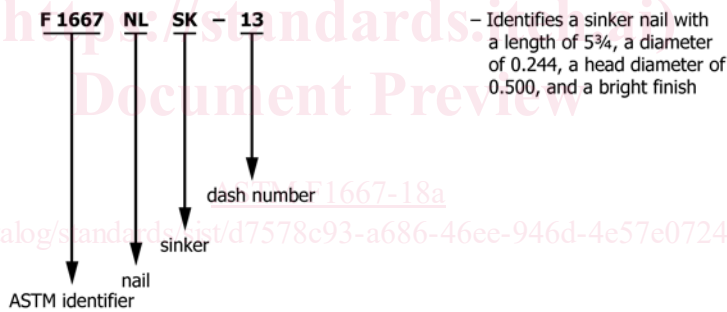 https://standards.iteh.ai)
Document Preview
F 1667 NL SK – 13
– Identifies a sinker nail with
a length of 5¾, a diameter
of 0.244, a head diameter of
0.500, and a bright finish
dash number
ASTM F1667-18a
alog/standards/sist/d7578c93-a686-46ee-946d-4e57e0724
sinker
nail
ASTM identifier